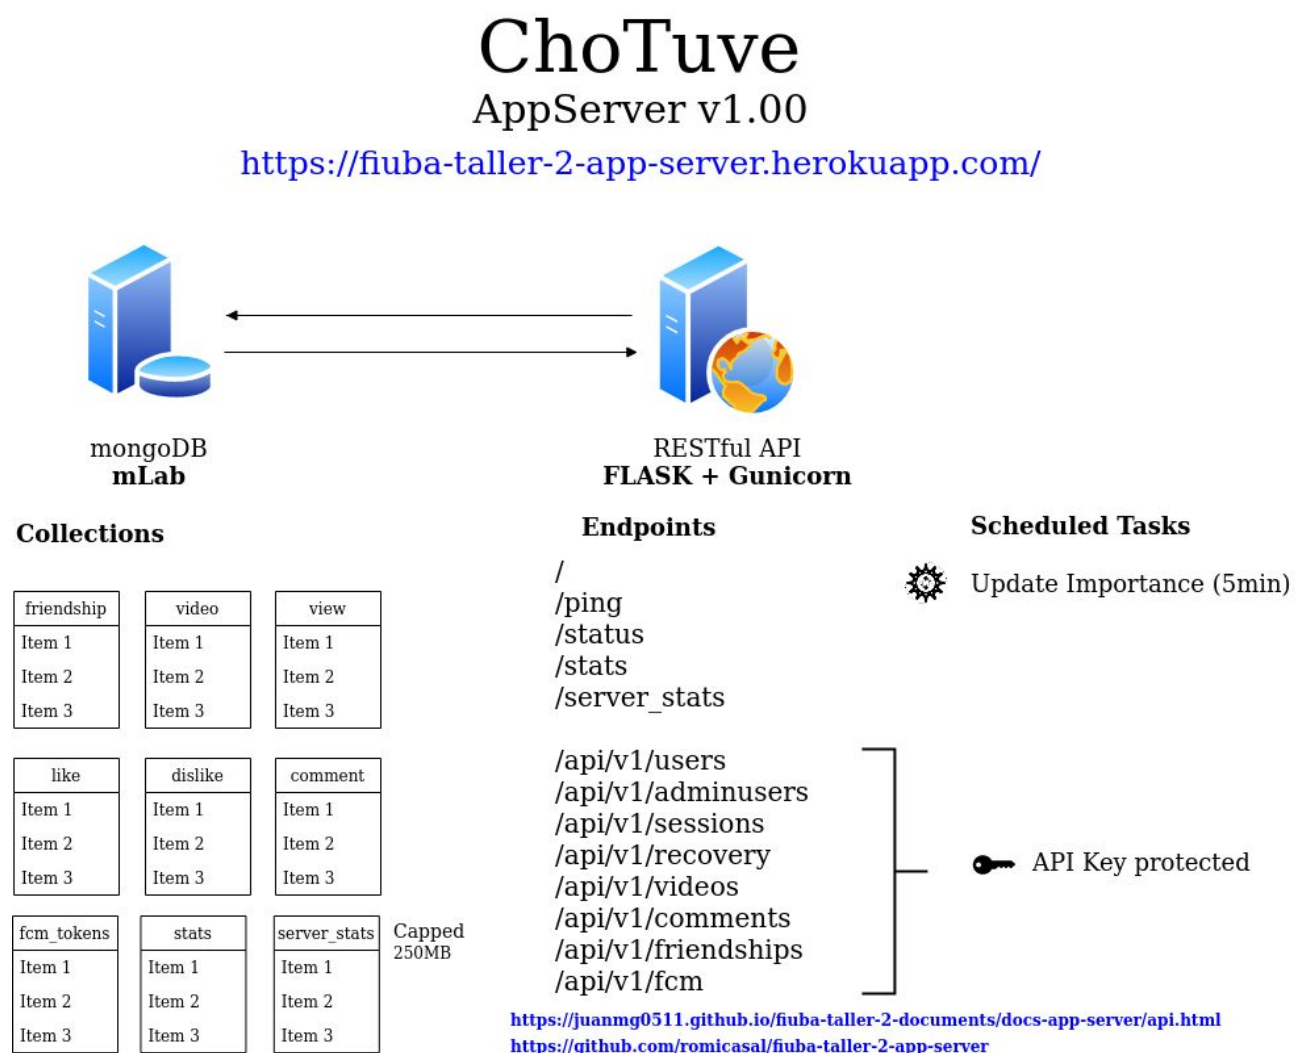 ChoTuve
AppServer v1.00
https://fiuba-taller-2-app-server.herokuapp.com/
mongoDB
mLab
RESTful API
FLASK + Gunicorn
Collections
friendship
Item 1
Item 2
Item 3
video
Item 1
Item 2
Item 3
view
Item 1
Item 2
Item 3
like
Item 1
Item 2
Item 3
dislike
Item 1
Item 2
Item 3
comment
Item 1
Item 2
Item 3
fcm_tokens
Item 1
Item 2
Item 3
stats
Item 1
Item 2
Item 3
server_stats
Item 1
Item 2
Item 3
Capped
250MB
Endpoints
/
/ping
/status
/stats
/server_stats
/api/v1/users
/api/v1/adminusers
/api/v1/sessions
/api/v1/recovery
/api/v1/videos
/api/v1/comments
/api/v1/friendships
/api/v1/fcm
Scheduled Tasks
Update Importance (5min)
API Key protected
https://juanmg0511.github.io/fiuba-taller-2-documents/docs-app-server/api.html
https://github.com/romicasal/fiuba-taller-2-app-server